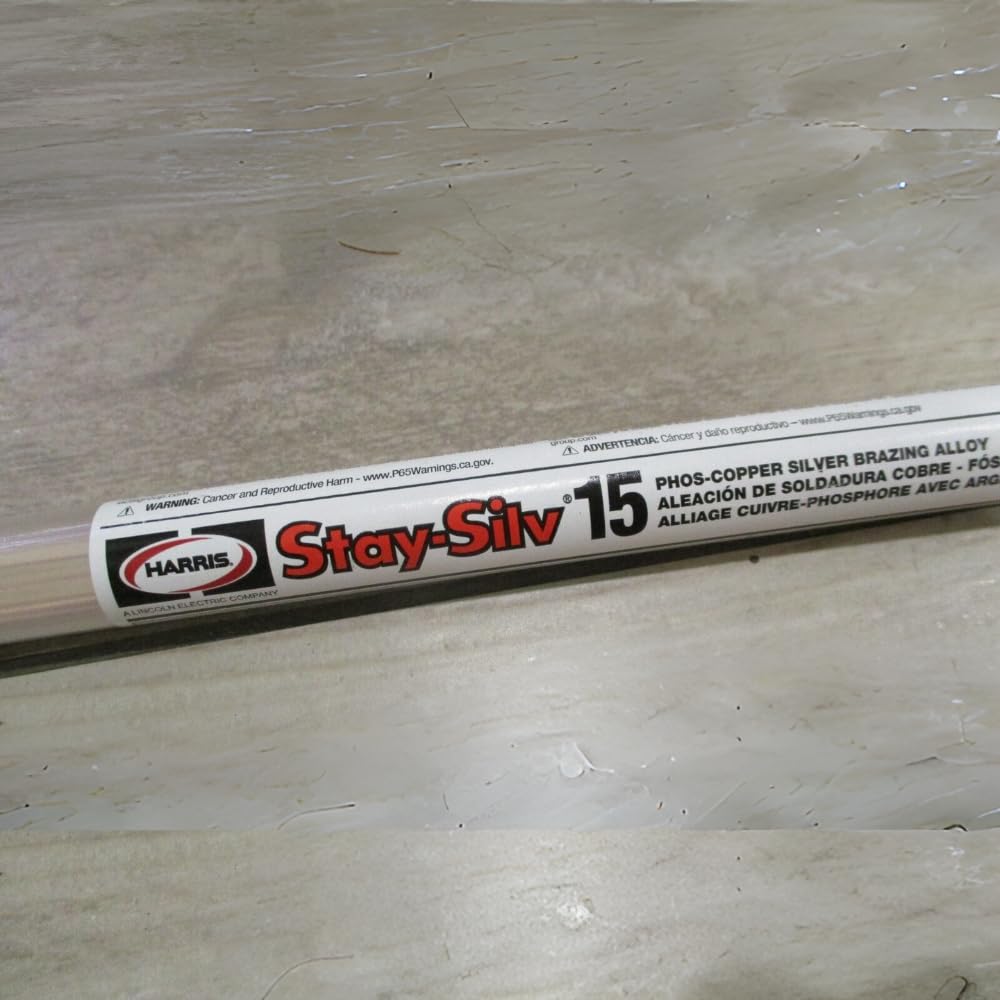 group.com
WARNING: Cancer and Reproductive Harm - www.P65Warnings.ca.gov.
ADVERTENCIA: Cáncer y daño reproductivo – www.P65Warnings.ca.gov
HARRIS®
A LINCOLN ELECTRIC COMPANY
Stay-Silv® 15
PHOS-COPPER SILVER BRAZING ALLOY
ALEACIÓN DE SOLDADURA COBRE - FÓS
ALLIAGE CUIVRE-PHOSPHORE AVEC ARG